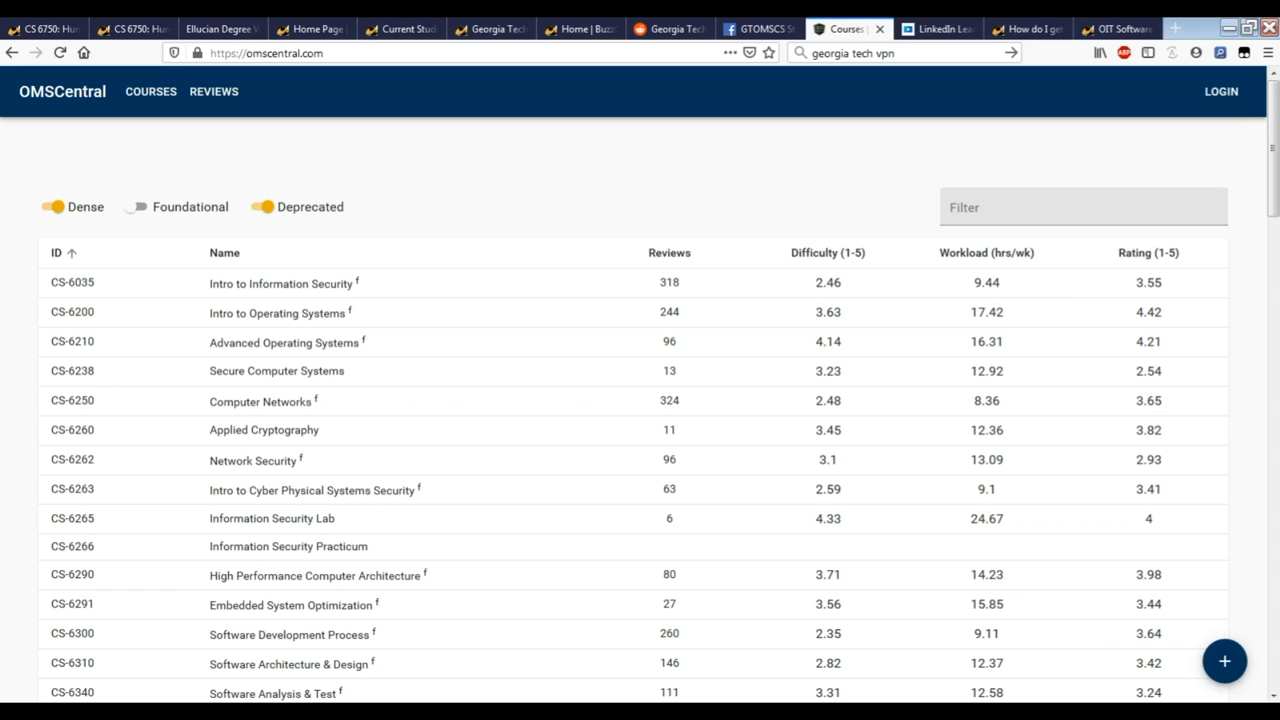 CS 6750: Hum CS 6750: Hum Ellucian Degree Home Page Current Stud Georgia Tech Home | Buzz Georgia Tech GTOMSCS St Courses | LinkedIn Lea How do I get OIT Software
https://omscentral.com georgia tech vpn
OMSCentral COURSES REVIEWS LOGIN
Dense Foundational Deprecated Filter
ID Name Reviews Difficulty (1-5) Workload (hrs/wk) Rating (1-5)
CS-6035 Intro to Information Security f 318 2.46 9.44 3.55
CS-6200 Intro to Operating Systems f 244 3.63 17.42 4.42
CS-6210 Advanced Operating Systems f 96 4.14 16.31 4.21
CS-6238 Secure Computer Systems 13 3.23 12.92 2.54
CS-6250 Computer Networks f 324 2.48 8.36 3.65
CS-6260 Applied Cryptography 11 3.45 12.36 3.82
CS-6262 Network Security f 96 3.1 13.09 2.93
CS-6263 Intro to Cyber Physical Systems Security f 63 2.59 9.1 3.41
CS-6265 Information Security Lab 6 4.33 24.67 4
CS-6266 Information Security Practicum
CS-6290 High Performance Computer Architecture f 80 3.71 14.23 3.98
CS-6291 Embedded System Optimization f 27 3.56 15.85 3.44
CS-6300 Software Development Process f 260 2.35 9.11 3.64
CS-6310 Software Architecture & Design f 146 2.82 12.37 3.42
CS-6340 Software Analysis & Test f 111 3.31 12.58 3.24